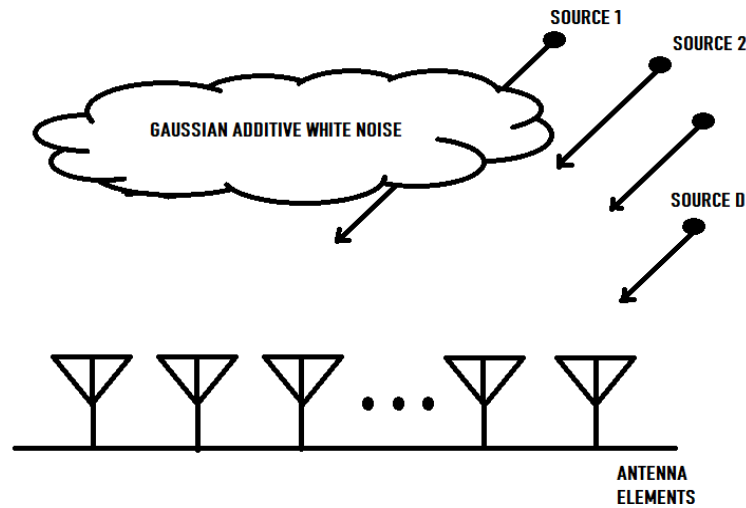 SOURCE 1
SOURCE 2
GAUSSIAN ADDITIVE WHITE NOISE
SOURCE D
ANTENNA
ELEMENTS